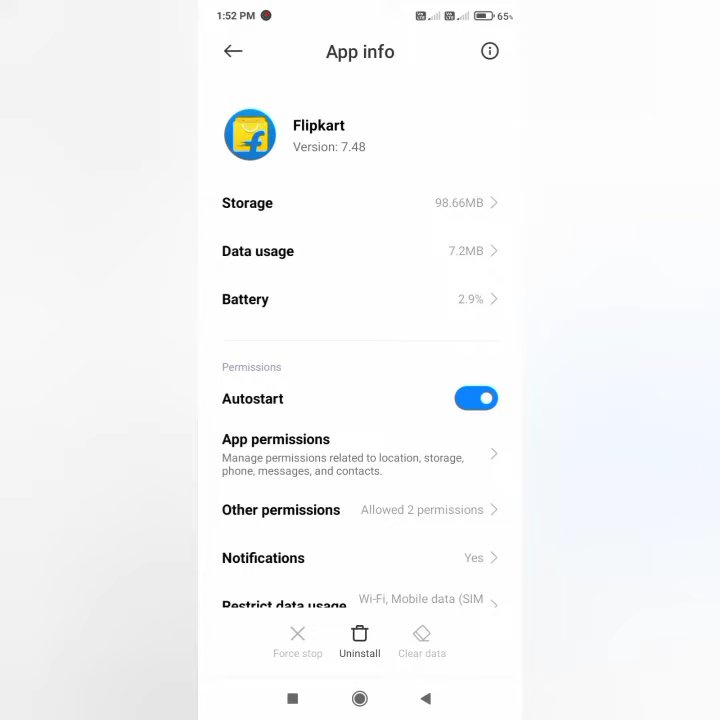 1:52 PM
65%
App info
Flipkart
Version: 7.48
Storage 98.66MB
Data usage 7.2MB
Battery 2.9%
Permissions
Autostart
App permissions
Manage permissions related to location, storage,
phone, messages, and contacts.
Other permissions Allowed 2 permissions
Notifications Yes
Restrict data usage Wi-Fi, Mobile data (SIM
Force stop Uninstall Clear data